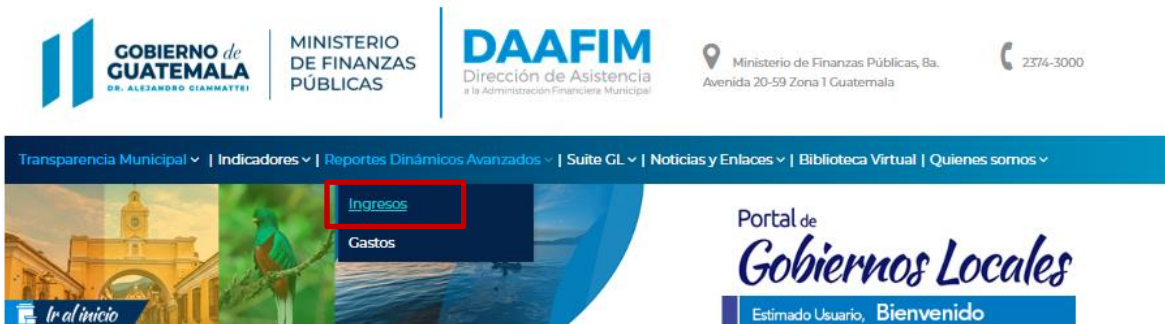 GOBIERNO de
GUATEMALA
DR. ALEJANDRO GIAMMATTEI
MINISTERIO
DE FINANZAS
PÚBLICAS
DAAFIM
Dirección de Asistencia
a la Administración Financiera Municipal
Ministerio de Finanzas Públicas, 8a.
Avenida 20-59 Zona 1 Guatemala
2374-3000
Transparencia Municipal | Indicadores | Reportes Dinámicos Avanzados | Suite GL | Noticias y Enlaces | Biblioteca Virtual | Quienes somos
Ingresos
Gastos
Portal de
Gobiernos Locales
Ir al inicio
Estimado Usuario, Bienvenido